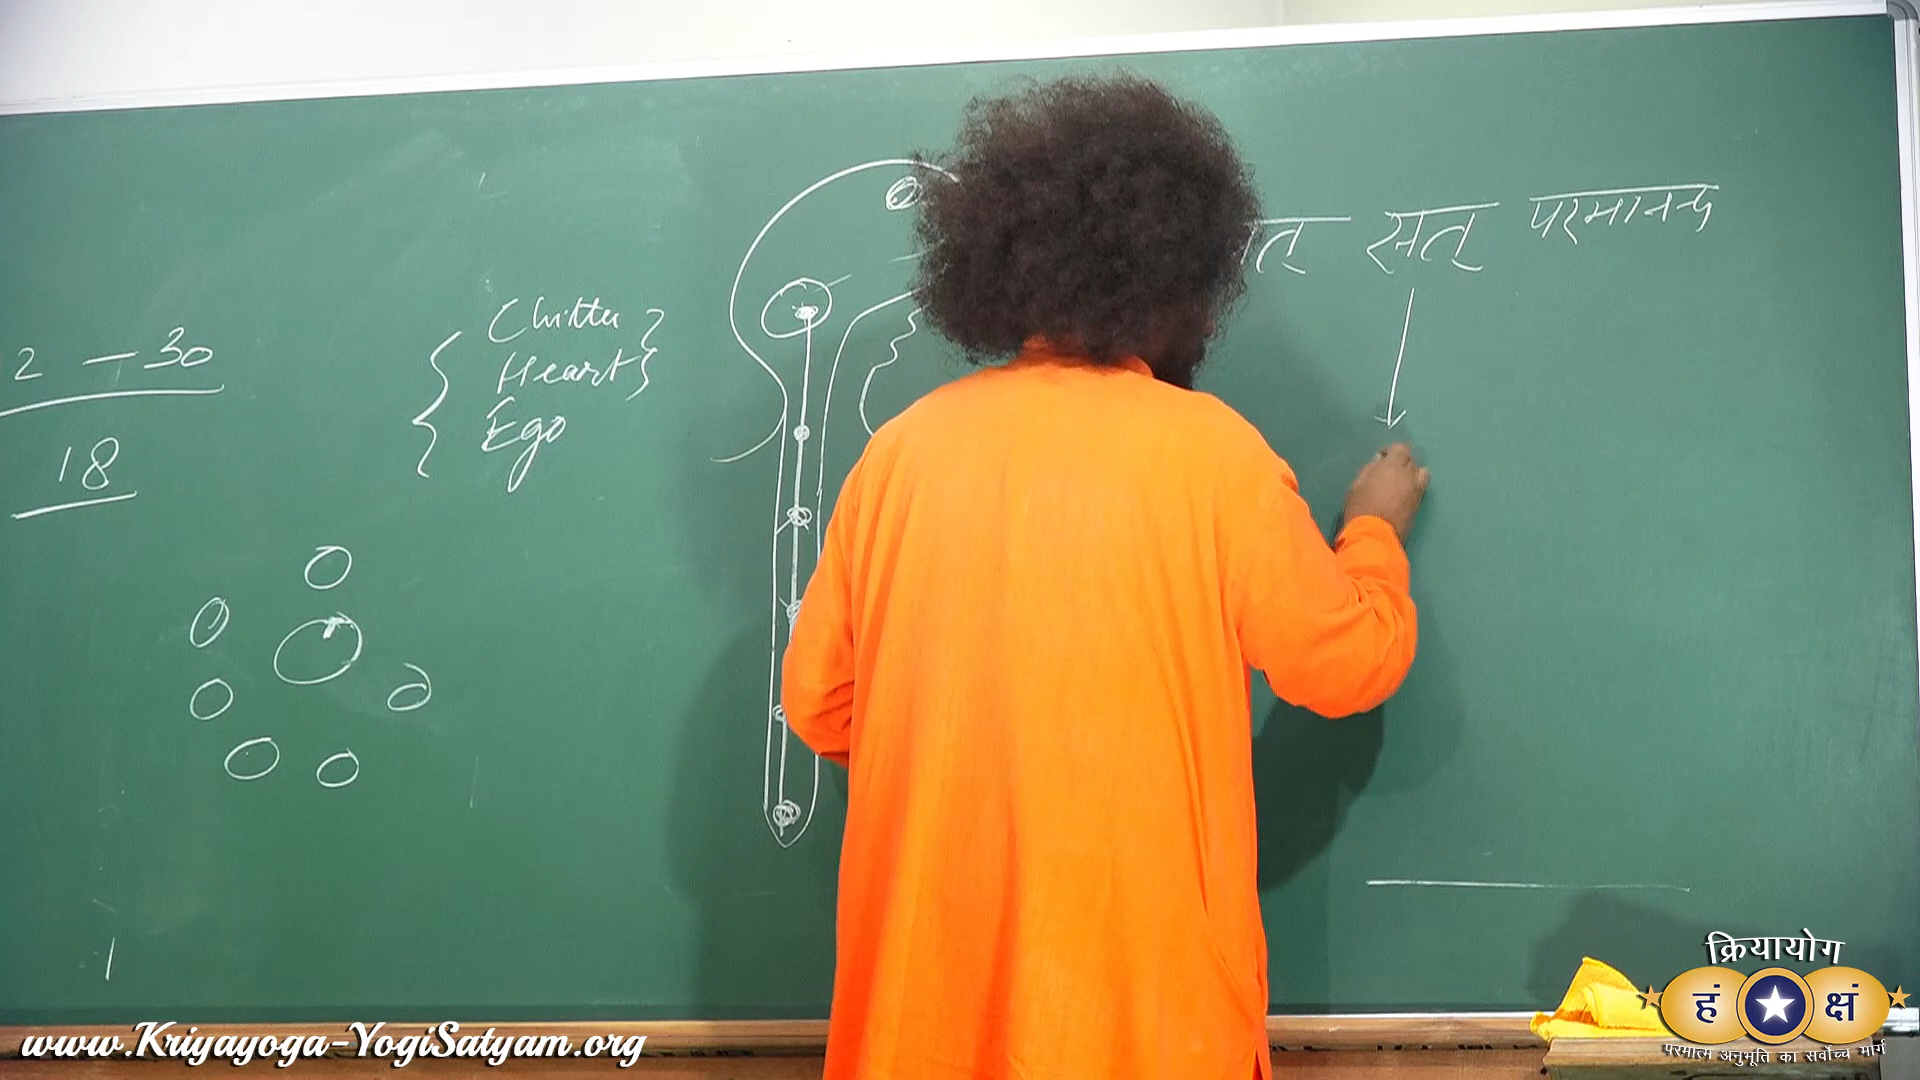 2 – 30
18
{ Chitta }
Heart }
Ego
त् सत् परमानन्द
क्रियायोग
हं क्षं
परमात्म अनुभूति का सर्वोच्च मार्ग
www.Kriyayoga-YogiSatyam.org